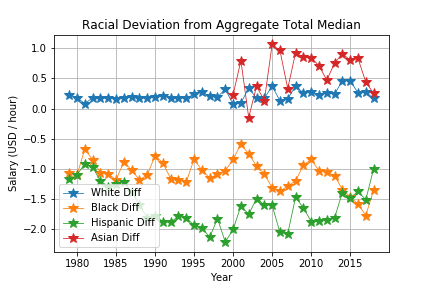 Racial Deviation from Aggregate Total Median
Salary (USD / hour)
1.0
0.5
0.0
−0.5
−1.0
−1.5
−2.0
White Diff
Black Diff
Hispanic Diff
Asian Diff
1980 1985 1990 1995 2000 2005 2010 2015
Year